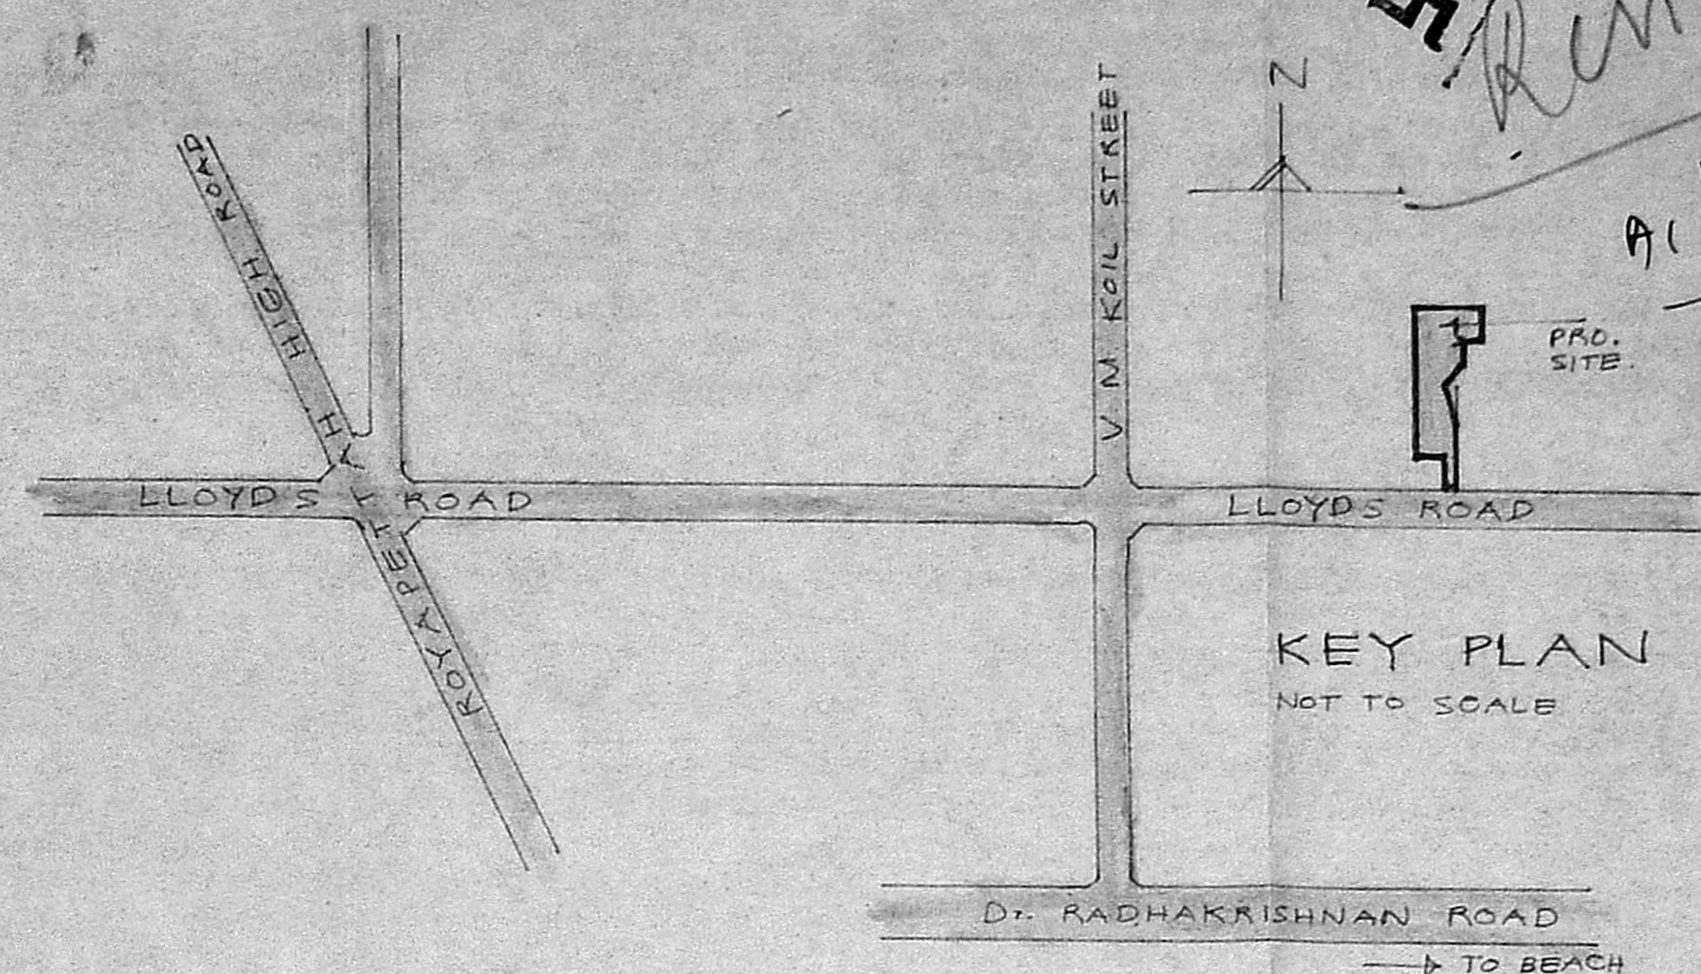 N
V. M. KOIL STREET
ROYAPETTAH HIGH ROAD
PRO.
SITE.
LLOYDS ROAD
LLOYDS ROAD
KEY PLAN
NOT TO SCALE
Dr. RADHAKRISHNAN ROAD
TO BEACH